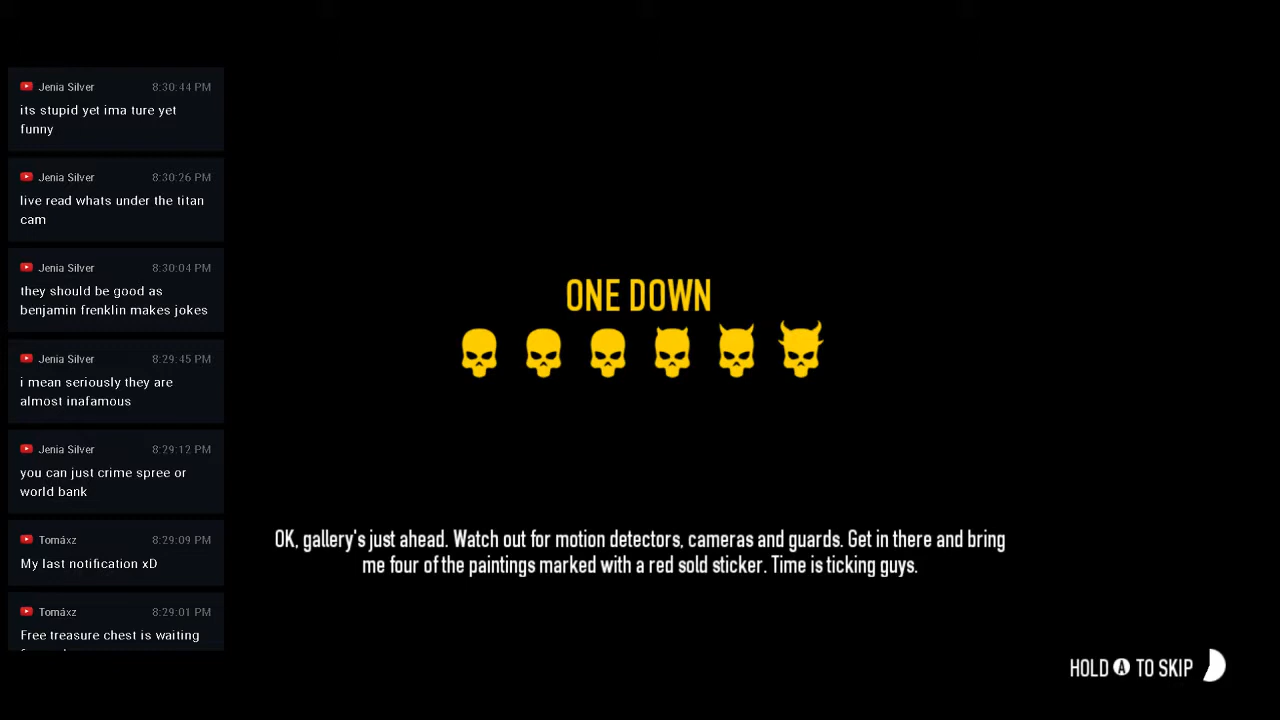 Jenia Silver 8:30:44 PM
its stupid yet ima ture yet
funny
Jenia Silver 8:30:26 PM
live read whats under the titan
cam
Jenia Silver 8:30:04 PM
they should be good as
benjamin frenklin makes jokes
Jenia Silver 8:29:45 PM
i mean seriously they are
almost inafamous
Jenia Silver 8:29:12 PM
you can just crime spree or
world bank
Tomáxz 8:29:09 PM
My last notification xD
Tomáxz 8:29:01 PM
Free treasure chest is waiting
ONE DOWN
OK, gallery's just ahead. Watch out for motion detectors, cameras and guards. Get in there and bring
me four of the paintings marked with a red sold sticker. Time is ticking guys.
HOLD A TO SKIP